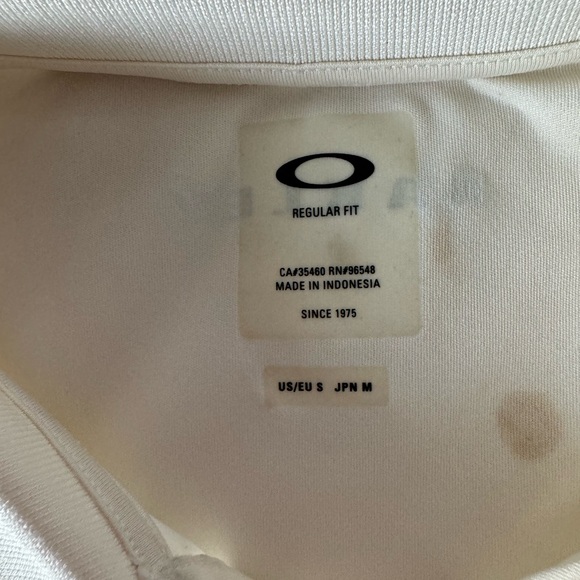 REGULAR FIT
CA#35460 RN#96548
MADE IN INDONESIA
SINCE 1975
US/EU S JPN M